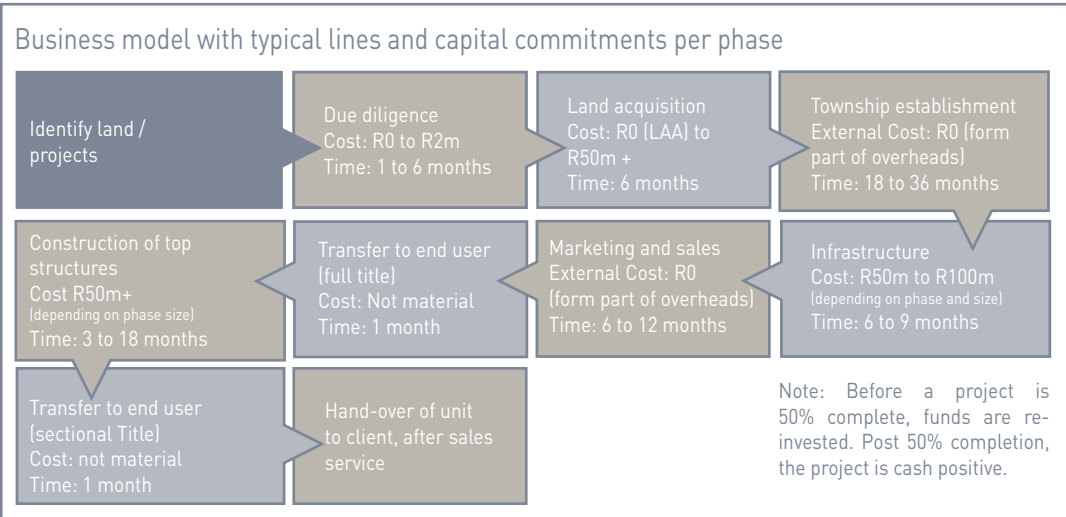 Business model with typical lines and capital commitments per phase
Identify land /
projects
Due diligence
Cost: R0 to R2m
Time: 1 to 6 months
Land acquisition
Cost: R0 (LAA) to
R50m +
Time: 6 months
Township establishment
External Cost: R0 (form
part of overheads)
Time: 18 to 36 months
Infrastructure
Cost: R50m to R100m
(depending on phase and size)
Time: 6 to 9 months
Marketing and sales
External Cost: R0
(form part of overheads)
Time: 6 to 12 months
Transfer to end user
(full title)
Cost: Not material
Time: 1 month
Construction of top
structures
Cost R50m+
(depending on phase size)
Time: 3 to 18 months
Transfer to end user
(sectional Title)
Cost: not material
Time: 1 month
Hand-over of unit
to client, after sales
service
Note: Before a project is
50% complete, funds are re-
invested. Post 50% completion,
the project is cash positive.